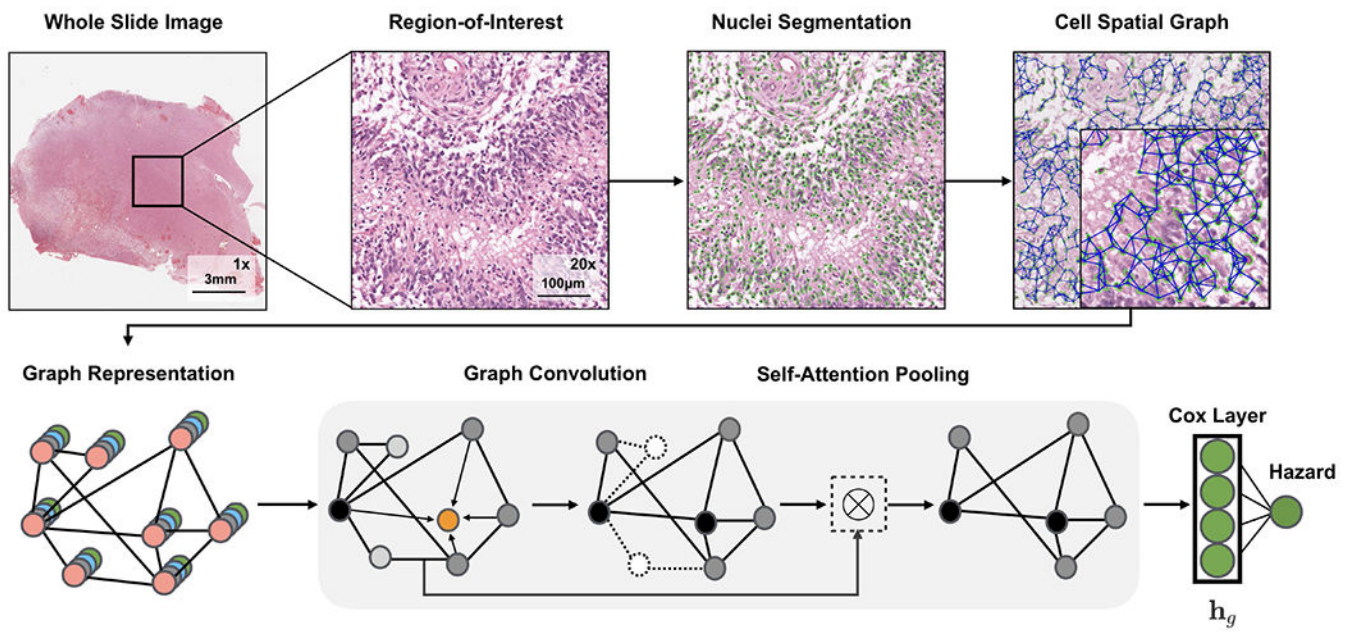 Whole Slide Image
Region-of-Interest
Nuclei Segmentation
Cell Spatial Graph
1x
3mm
20x
100µm
Graph Representation
Graph Convolution
Self-Attention Pooling
Cox Layer
Hazard
h_g